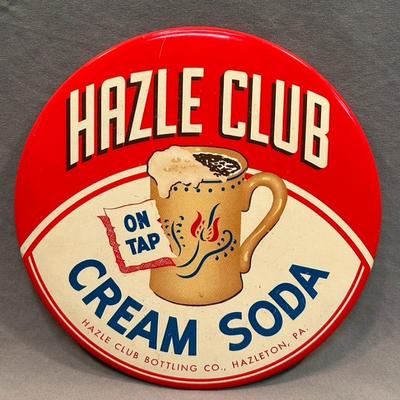 HAZLE CLUB
ON
TAP
CREAM SODA
HAZLE CLUB BOTTLING CO., HAZLETON, PA.